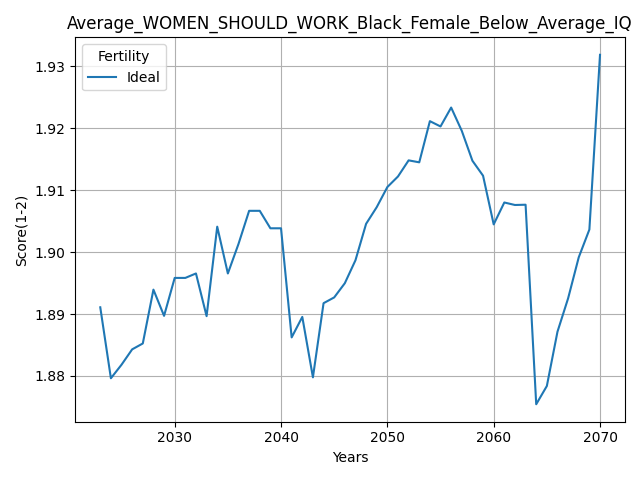 Average_WOMEN_SHOULD_WORK_Black_Female_Below_Average_IQ
Fertility
Ideal
1.93
1.92
1.91
1.90
1.89
1.88
Score(1-2)
2030
2040
2050
2060
2070
Years